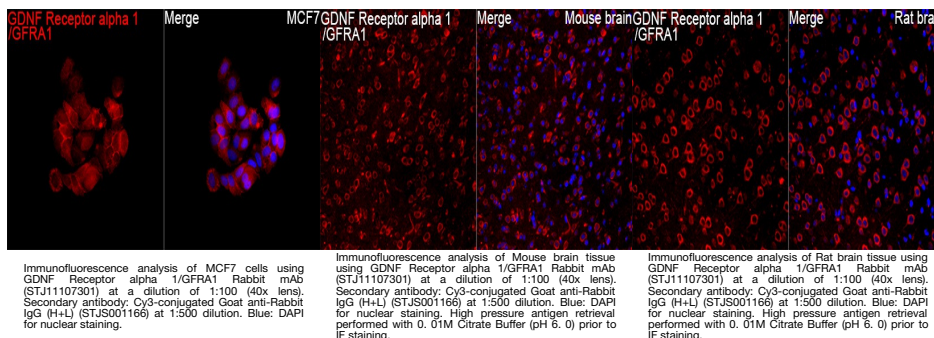 GDNF Receptor alpha 1
/GFRA1
Merge
MCF7
GDNF Receptor alpha 1
/GFRA1
Merge
Mouse brain
GDNF Receptor alpha 1
/GFRA1
Merge
Rat bra
Immunofluorescence analysis of MCF7 cells using
GDNF Receptor alpha 1/GFRA1 Rabbit mAb
(STJ11107301) at a dilution of 1:100 (40x lens).
Secondary antibody: Cy3-conjugated Goat anti-Rabbit
IgG (H+L) (STJS001166) at 1:500 dilution. Blue: DAPI
for nuclear staining.
Immunofluorescence analysis of Mouse brain tissue
using GDNF Receptor alpha 1/GFRA1 Rabbit mAb
(STJ11107301) at a dilution of 1:100 (40x lens).
Secondary antibody: Cy3-conjugated Goat anti-Rabbit
IgG (H+L) (STJS001166) at 1:500 dilution. Blue: DAPI
for nuclear staining. High pressure antigen retrieval
performed with 0. 01M Citrate Buffer (pH 6. 0) prior to
IF staining.
Immunofluorescence analysis of Rat brain tissue using
GDNF Receptor alpha 1/GFRA1 Rabbit mAb
(STJ11107301) at a dilution of 1:100 (40x lens).
Secondary antibody: Cy3-conjugated Goat anti-Rabbit
IgG (H+L) (STJS001166) at 1:500 dilution. Blue: DAPI
for nuclear staining. High pressure antigen retrieval
performed with 0. 01M Citrate Buffer (pH 6. 0) prior to
IF staining.